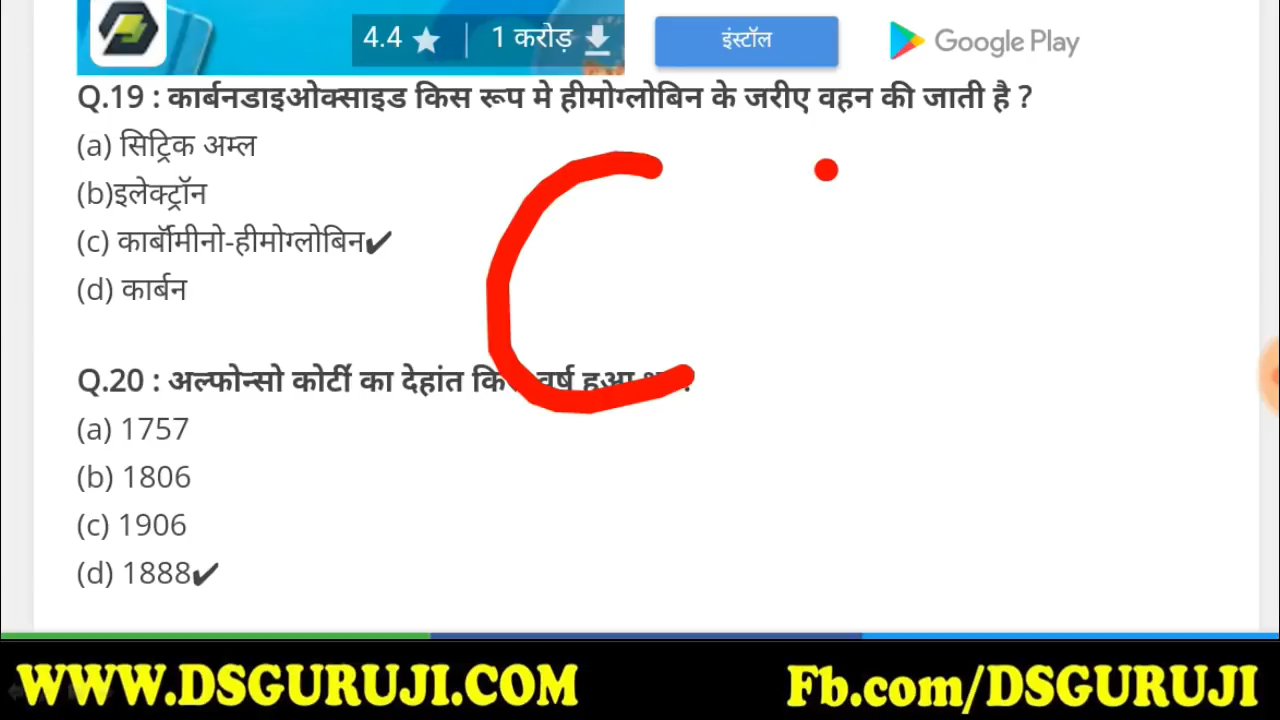 4.4 ★ | 1 करोड़
इंस्टॉल
Google Play
Q.19 : कार्बनडाइओक्साइड किस रूप मे हीमोग्लोबिन के जरीए वहन की जाती है ?
(a) सिट्रिक अम्ल
(b)इलेक्ट्रॉन
(c) कार्बॉमीनो-हीमोग्लोबिन✔
(d) कार्बन
Q.20 : अल्फोन्सो कोर्टी का देहांत वर्ष हुआ
(a) 1757
(b) 1806
(c) 1906
(d) 1888✔
WWW.DSGURUJI.COM
Fb.com/DSGURUJI